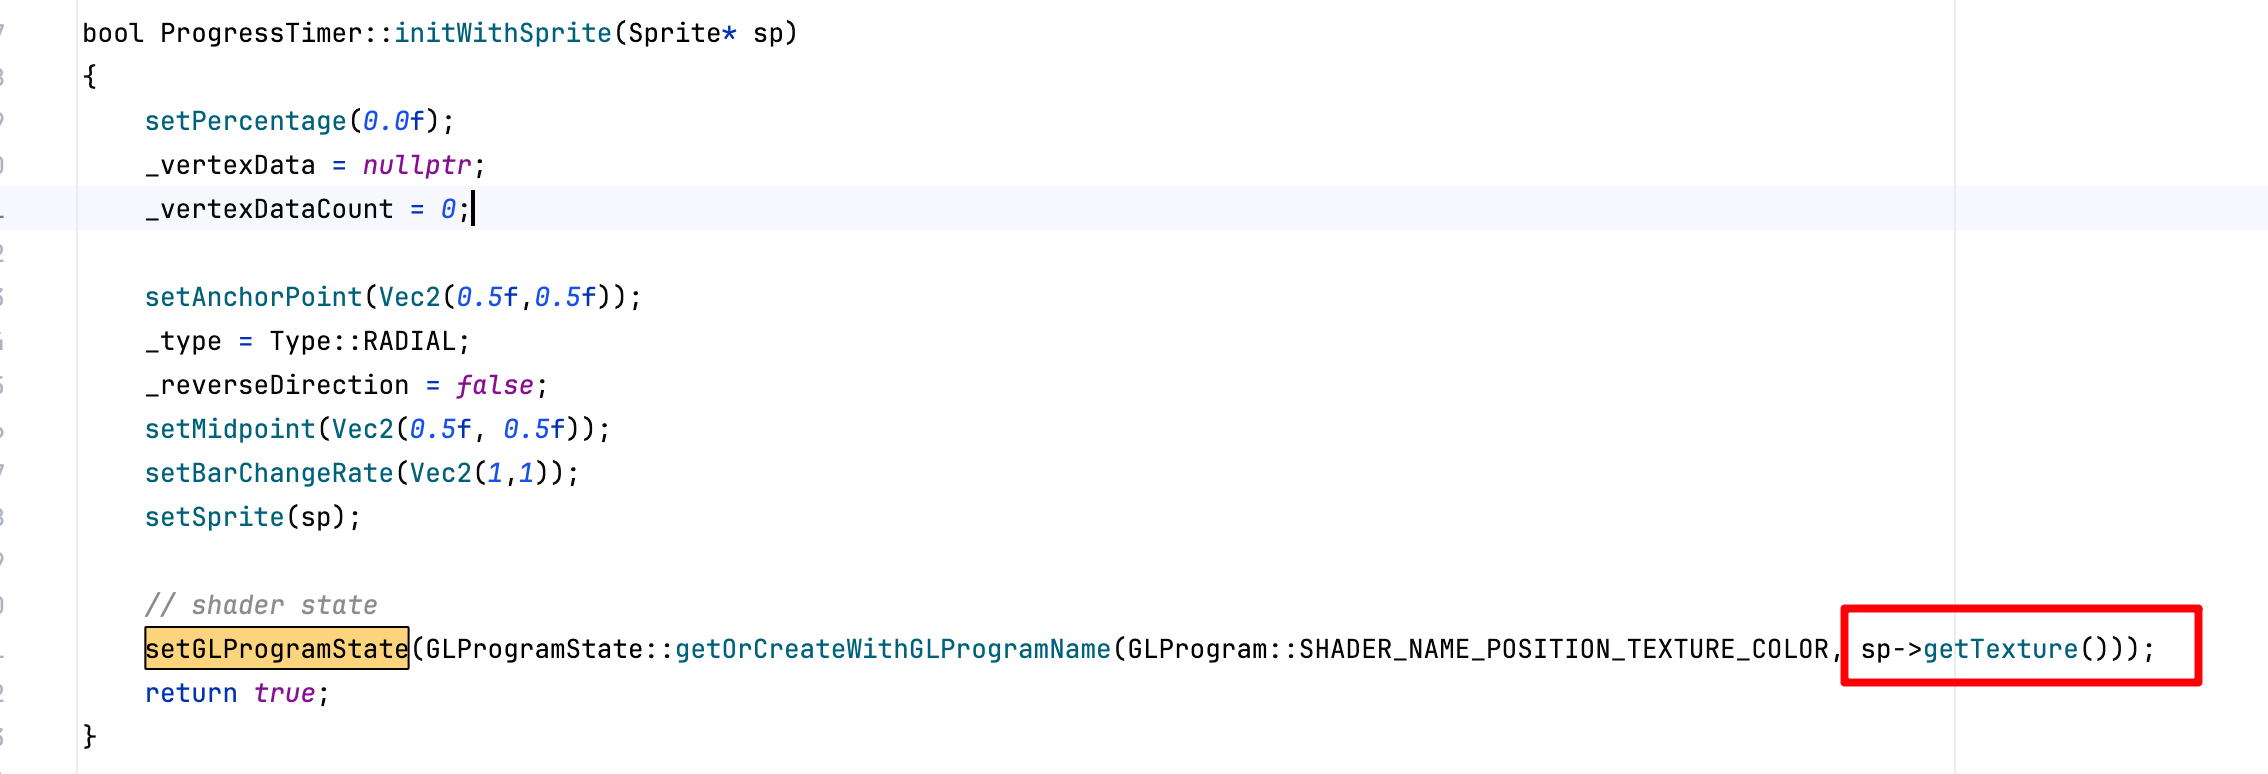 bool ProgressTimer::initWithSprite(Sprite* sp)
{
    setPercentage(0.0f);
    _vertexData = nullptr;
    _vertexDataCount = 0;
    setAnchorPoint(Vec2(0.5f,0.5f));
    _type = Type::RADIAL;
    _reverseDirection = false;
    setMidpoint(Vec2(0.5f, 0.5f));
    setBarChangeRate(Vec2(1,1));
    setSprite(sp);
    // shader state
    setGLProgramState(GLProgramState::getOrCreateWithGLProgramName(GLProgram::SHADER_NAME_POSITION_TEXTURE_COLOR, sp->getTexture()));
    return true;
}